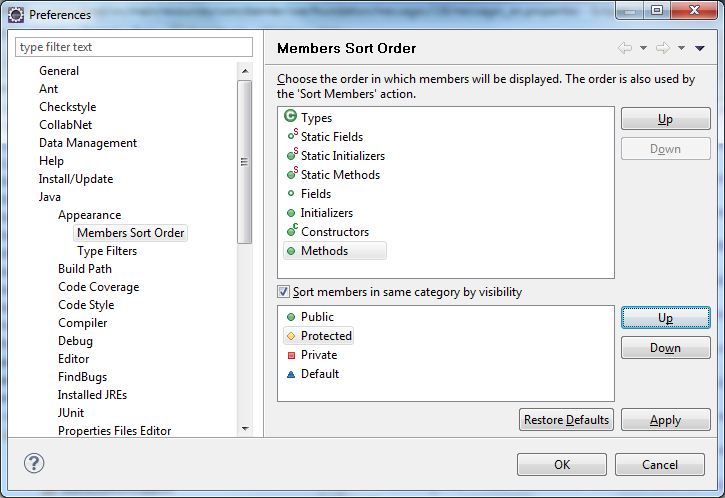 Preferences
type filter text
General
Ant
Checkstyle
CollabNet
Data Management
Help
Install/Update
Java
Appearance
Members Sort Order
Type Filters
Build Path
Code Coverage
Code Style
Compiler
Debug
Editor
FindBugs
Installed JREs
JUnit
Properties Files Editor
Members Sort Order
Choose the order in which members will be displayed. The order is also used by
the 'Sort Members' action.
C Types
S Static Fields
S Static Initializers
S Static Methods
Fields
Initializers
C Constructors
Methods
Up
Down
Sort members in same category by visibility
Public
Protected
Private
Default
Up
Down
Restore Defaults
Apply
?
OK
Cancel